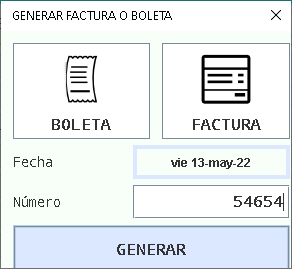 GENERAR FACTURA O BOLETA
BOLETA FACTURA
Fecha vie 13-may-22
Número 54654
GENERAR